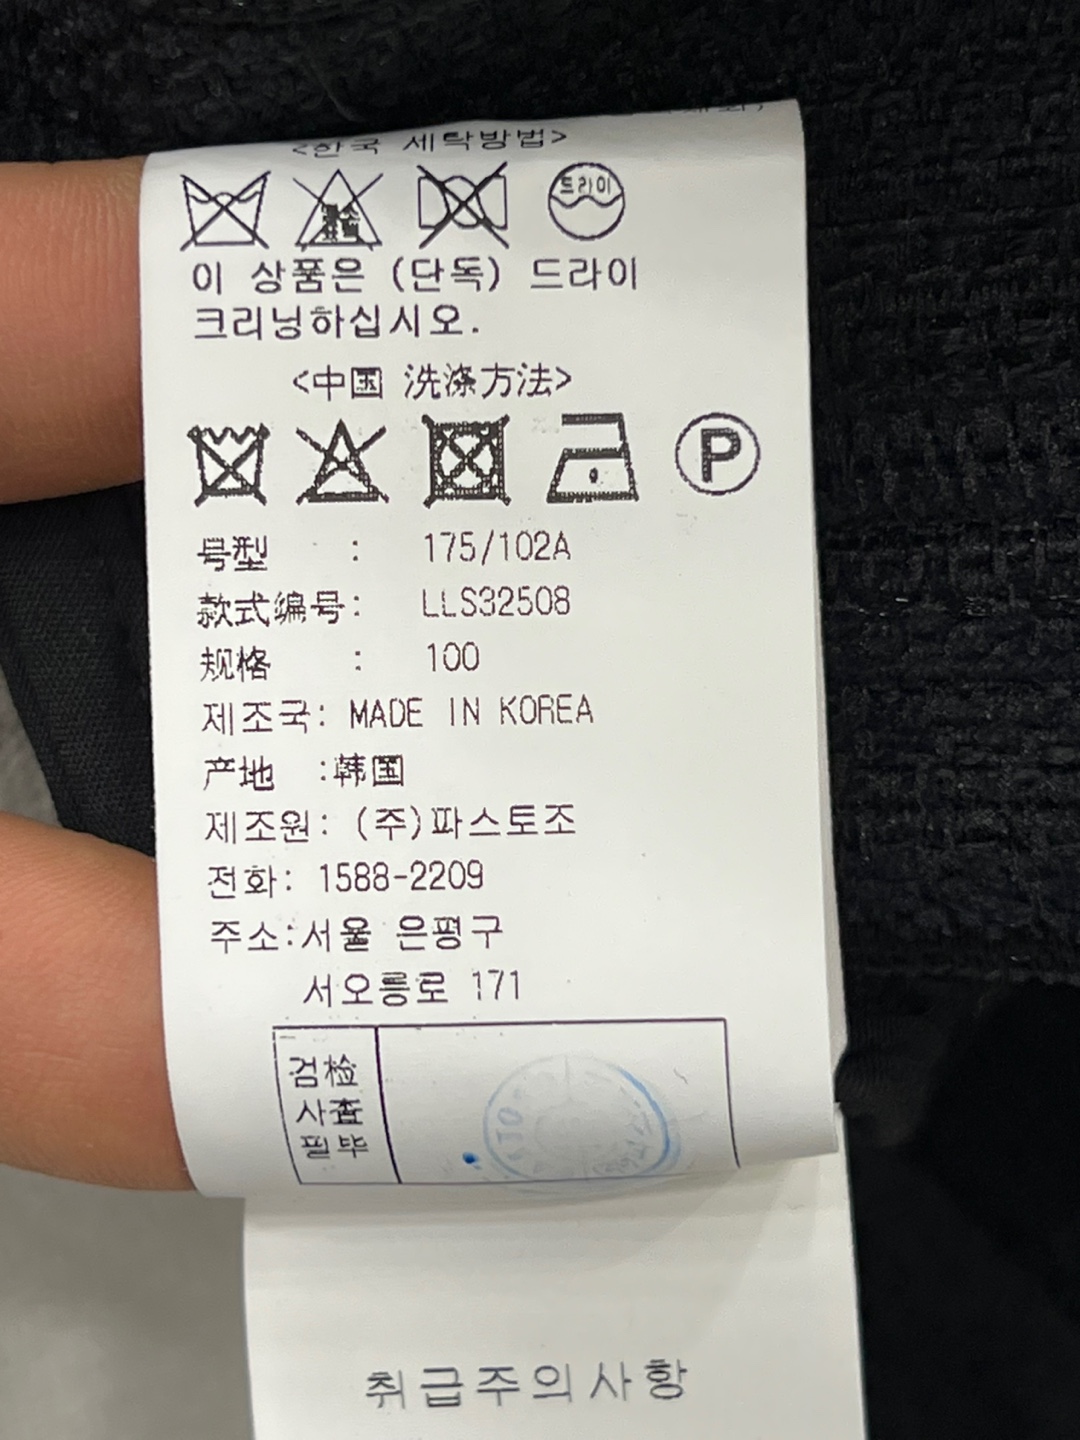 <한국 세탁방법>
드라이
이 상품은 (단독) 드라이
크리닝하십시오.
<中国 洗涤方法>
P
号型 : 175/102A
款式编号: LLS32508
规格 : 100
제조국: MADE IN KOREA
产地 :韩国
제조원: (주)파스토조
전화: 1588-2209
주소:서울 은평구
서오릉로 171
검检
사査
필毕
취급주의사항